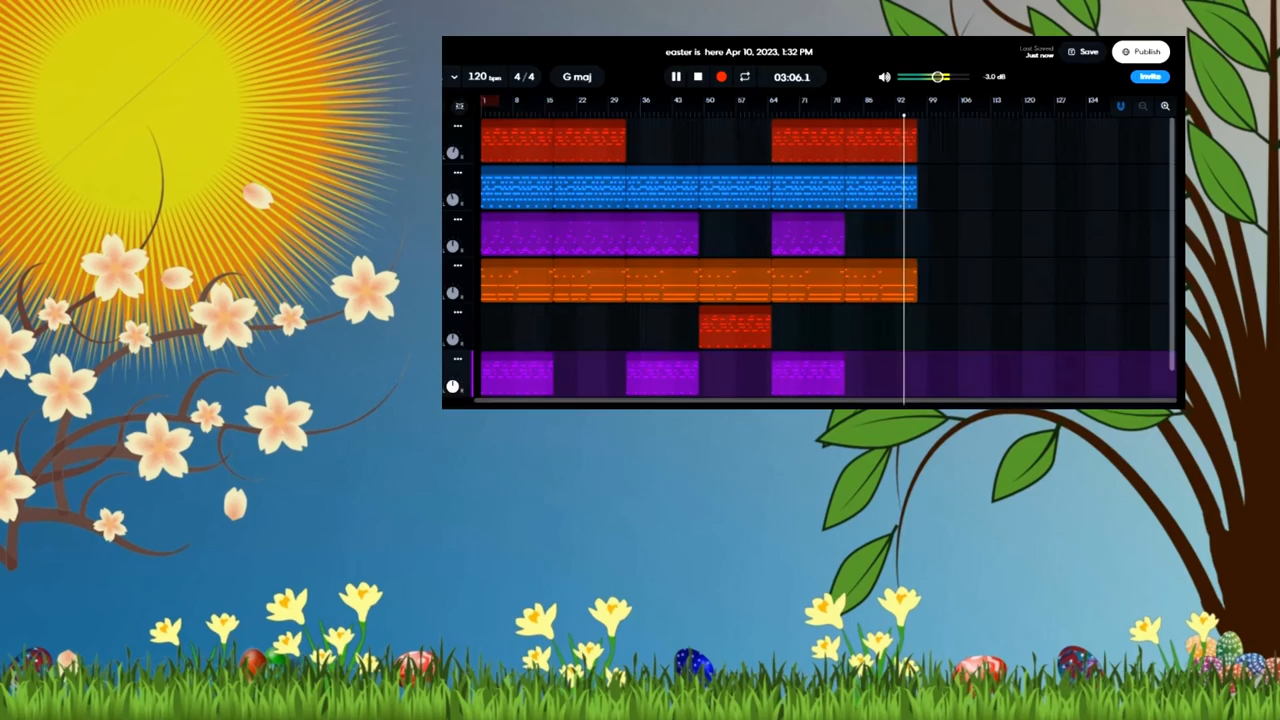 easter is here Apr 10, 2023, 1:32 PM
Last Saved
Just now
Save
Publish
120 bpm
4/4
G maj
03:06.1
-3.0 dB
Invite
1 8 15 22 29 36 43 50 57 64 71 78 85 92 99 106 113 120 127 134
R
R
R
R
R
R